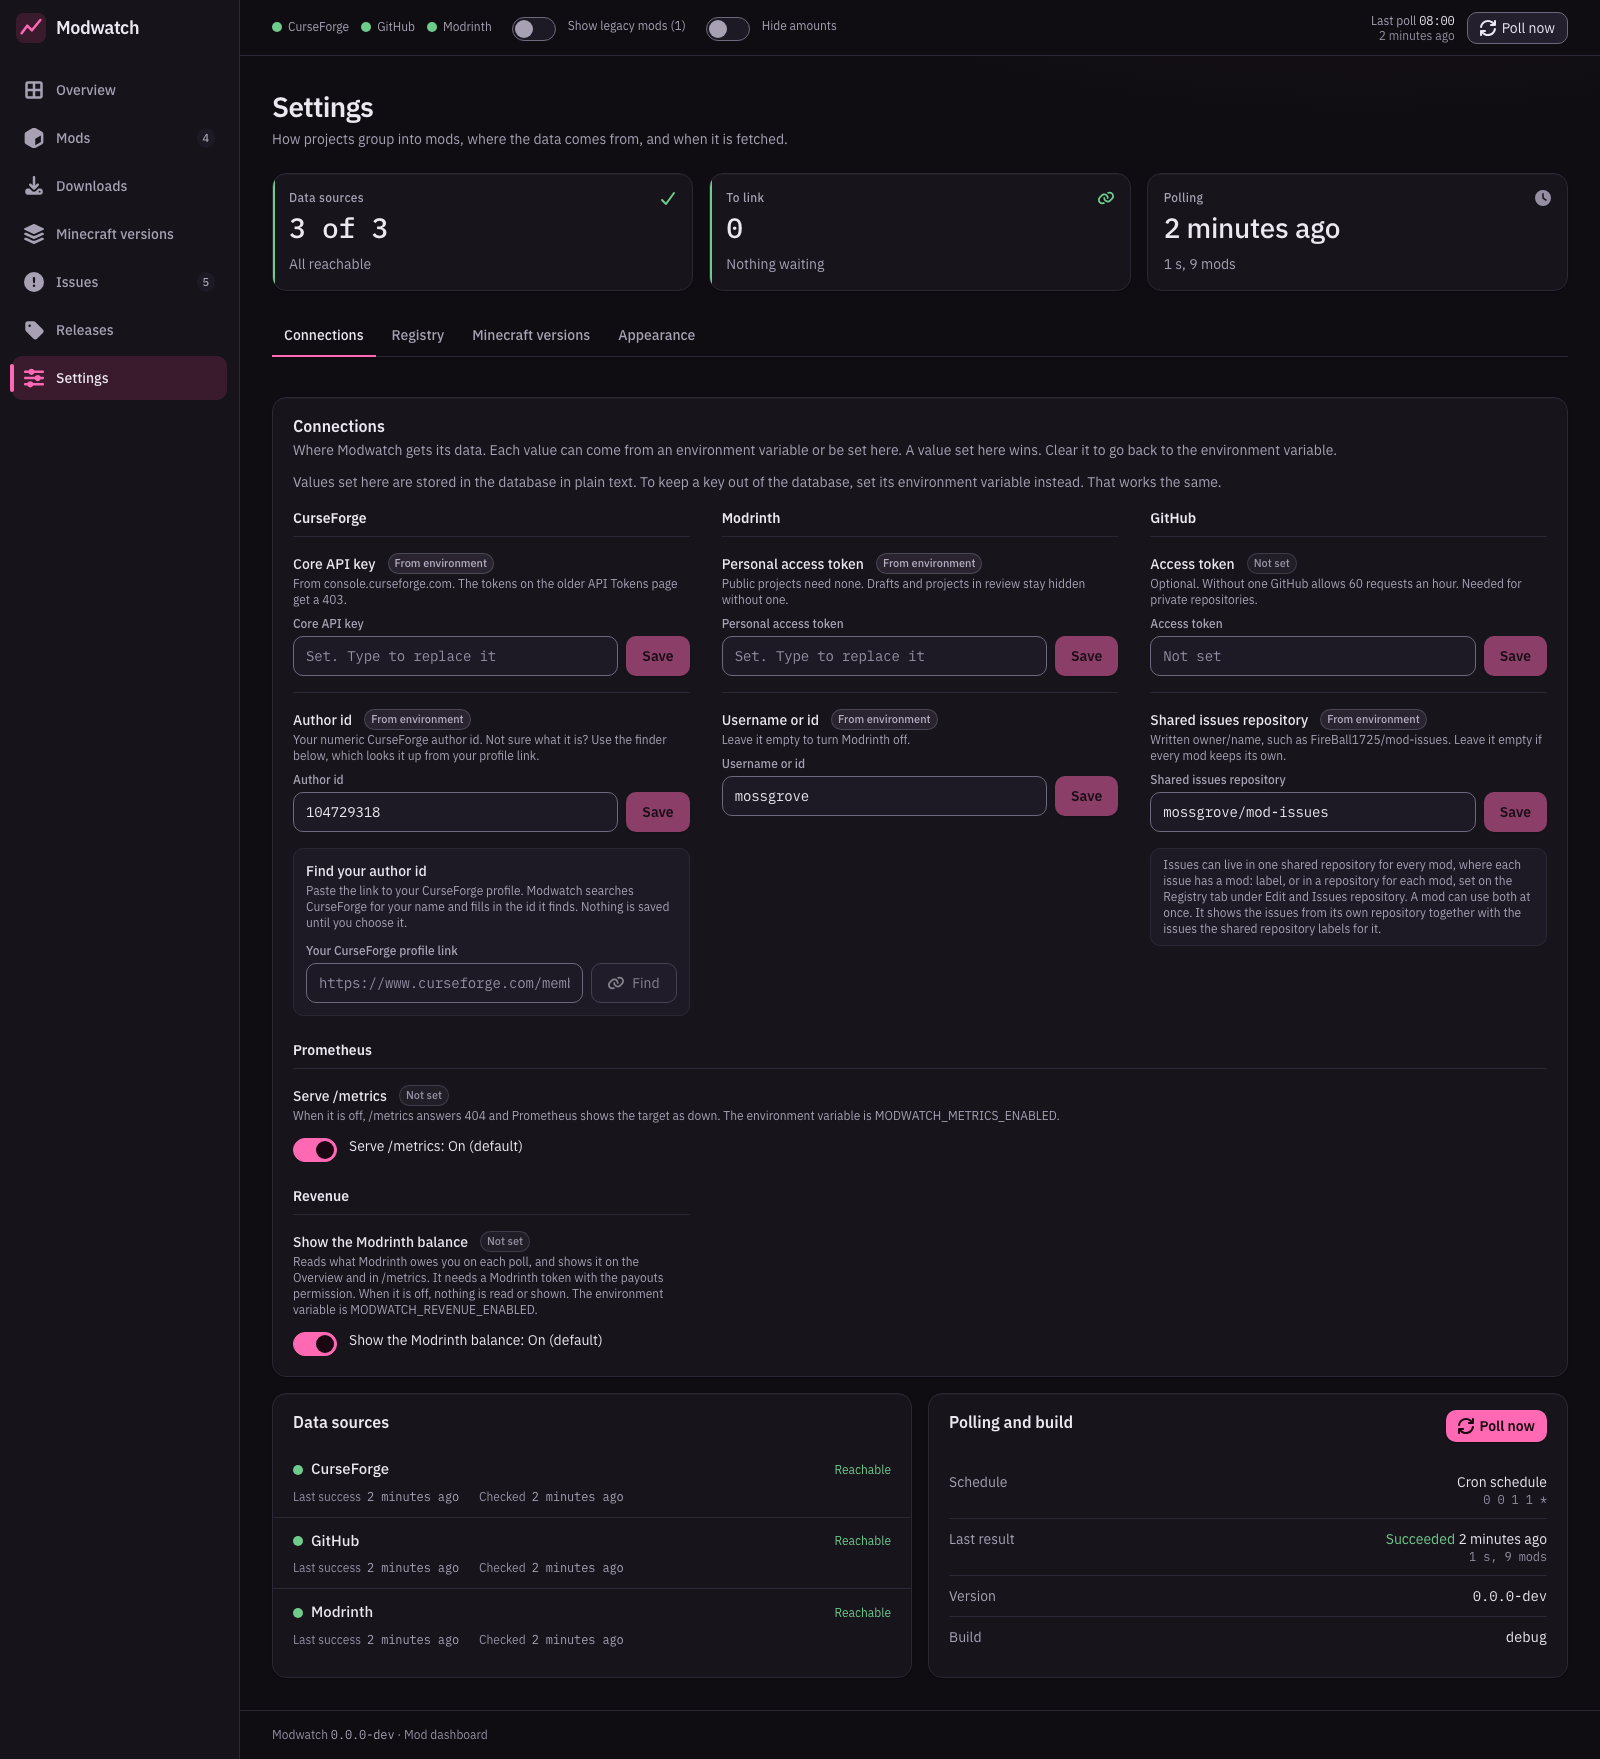 Modwatch
CurseForge
GitHub
Modrinth
Show legacy mods (1)
Hide amounts
Last poll 08:00
2 minutes ago
Poll now
Overview
Mods
4
Downloads
Minecraft versions
Issues
5
Releases
Settings
Settings
How projects group into mods, where the data comes from, and when it is fetched.
Data sources
3 of 3
All reachable
To link
0
Nothing waiting
Polling
2 minutes ago
1 s, 9 mods
Connections
Registry
Minecraft versions
Appearance
Connections
Where Modwatch gets its data. Each value can come from an environment variable or be set here. A value set here wins. Clear it to go back to the environment variable.
Values set here are stored in the database in plain text. To keep a key out of the database, set its environment variable instead. That works the same.
CurseForge
Core API key
From environment
From console.curseforge.com. The tokens on the older API Tokens page
get a 403.
Core API key
Set. Type to replace it
Save
Author id
From environment
Your numeric CurseForge author id. Not sure what it is? Use the finder
below, which looks it up from your profile link.
Author id
104729318
Save
Find your author id
Paste the link to your CurseForge profile. Modwatch searches
CurseForge for your name and fills in the id it finds. Nothing is saved
until you choose it.
Your CurseForge profile link
https://www.curseforge.com/meml
Find
Modrinth
Personal access token
From environment
Public projects need none. Drafts and projects in review stay hidden
without one.
Personal access token
Set. Type to replace it
Save
Username or id
From environment
Leave it empty to turn Modrinth off.
Username or id
mossgrove
Save
GitHub
Access token
Not set
Optional. Without one GitHub allows 60 requests an hour. Needed for
private repositories.
Access token
Not set
Save
Shared issues repository
From environment
Written owner/name, such as FireBall1725/mod-issues. Leave it empty if
every mod keeps its own.
Shared issues repository
mossgrove/mod-issues
Save
Issues can live in one shared repository for every mod, where each
issue has a mod: label, or in a repository for each mod, set on the
Registry tab under Edit and Issues repository. A mod can use both at
once. It shows the issues from its own repository together with the
issues the shared repository labels for it.
Prometheus
Serve /metrics
Not set
When it is off, /metrics answers 404 and Prometheus shows the target as down. The environment variable is MODWATCH_METRICS_ENABLED.
Serve /metrics: On (default)
Revenue
Show the Modrinth balance
Not set
Reads what Modrinth owes you on each poll, and shows it on the
Overview and in /metrics. It needs a Modrinth token with the payouts
permission. When it is off, nothing is read or shown. The environment
variable is MODWATCH_REVENUE_ENABLED.
Show the Modrinth balance: On (default)
Data sources
CurseForge
Reachable
Last success 2 minutes ago
Checked 2 minutes ago
GitHub
Reachable
Last success 2 minutes ago
Checked 2 minutes ago
Modrinth
Reachable
Last success 2 minutes ago
Checked 2 minutes ago
Polling and build
Poll now
Schedule
Cron schedule
0 0 1 1 *
Last result
Succeeded 2 minutes ago
1 s, 9 mods
Version
0.0.0-dev
Build
debug
Modwatch 0.0.0-dev · Mod dashboard